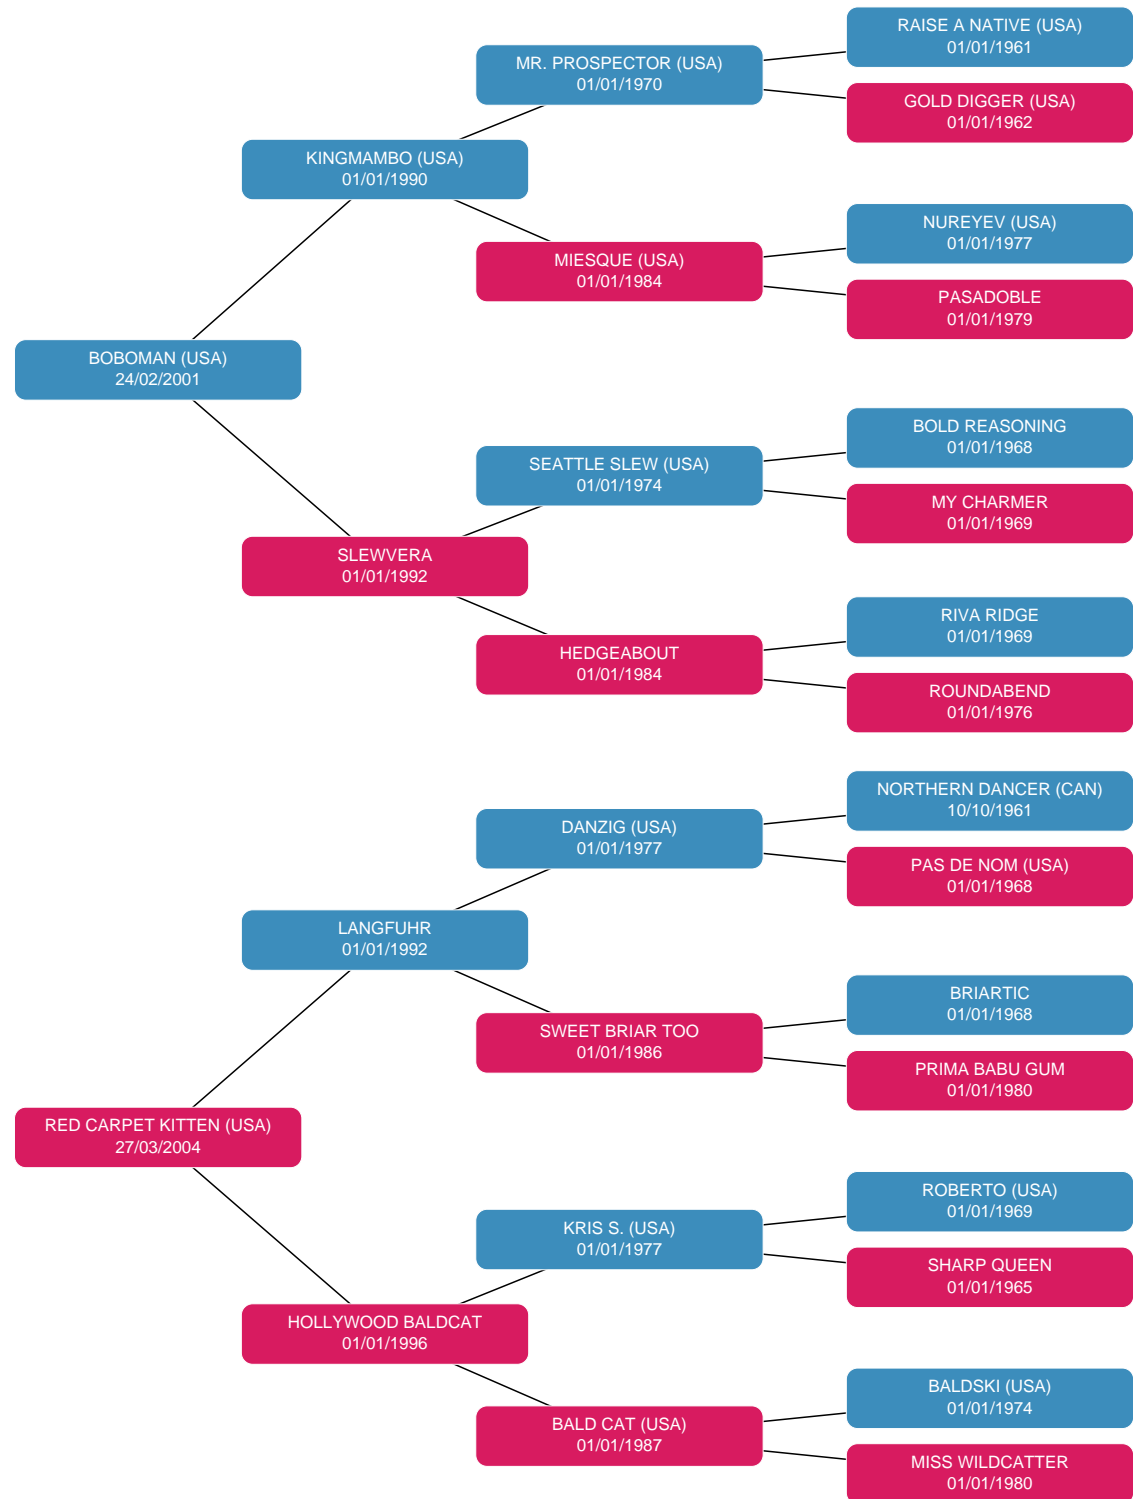 RAISE A NATIVE (USA)
01/01/1961
MR. PROSPECTOR (USA)
01/01/1970
GOLD DIGGER (USA)
01/01/1962
KINGMAMBO (USA)
01/01/1990
NUREYEV (USA)
01/01/1977
MIESQUE (USA)
01/01/1984
PASADOBLE
01/01/1979
BOBOMAN (USA)
24/02/2001
BOLD REASONING
01/01/1968
SEATTLE SLEW (USA)
01/01/1974
MY CHARMER
01/01/1969
SLEWVERA
01/01/1992
RIVA RIDGE
01/01/1969
HEDGEABOUT
01/01/1984
ROUNDABEND
01/01/1976
NORTHERN DANCER (CAN)
10/10/1961
DANZIG (USA)
01/01/1977
PAS DE NOM (USA)
01/01/1968
LANGFUHR
01/01/1992
BRIARTIC
01/01/1968
SWEET BRIAR TOO
01/01/1986
PRIMA BABU GUM
01/01/1980
RED CARPET KITTEN (USA)
27/03/2004
ROBERTO (USA)
01/01/1969
KRIS S. (USA)
01/01/1977
SHARP QUEEN
01/01/1965
HOLLYWOOD BALDCAT
01/01/1996
BALDSKI (USA)
01/01/1974
BALD CAT (USA)
01/01/1987
MISS WILDCATTER
01/01/1980